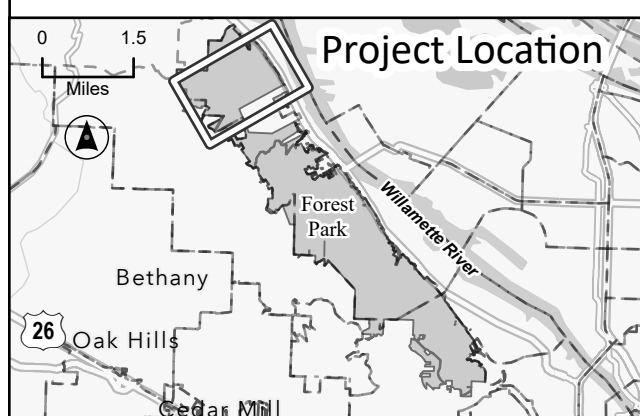 0 1.5
Miles
Project Location
Forest
Park
Willamette River
Bethany
26
Oak Hills
Cedar Mill